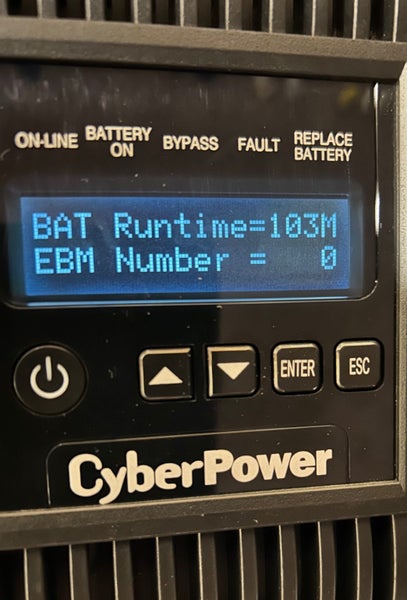 ON-LINE BATTERY ON BYPASS FAULT REPLACE BATTERY
BAT Runtime=103M
EBM Number = 0
ENTER ESC
CyberPower